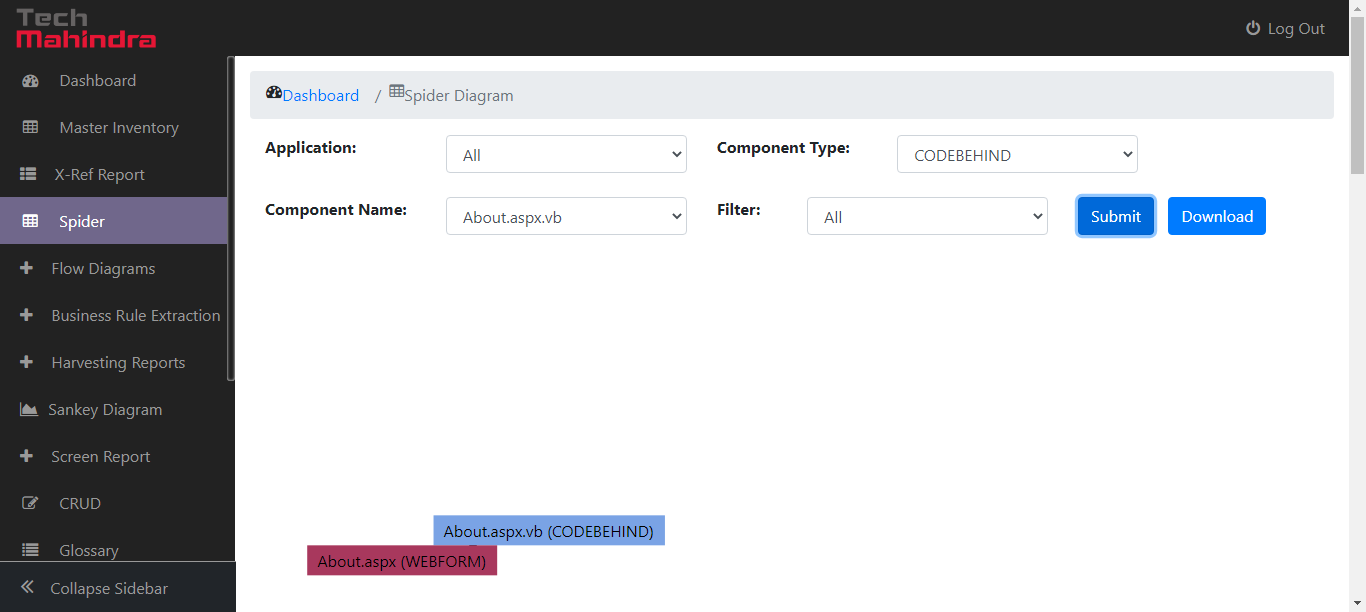 Tech
Mahindra
Log Out
Dashboard
Master Inventory
X-Ref Report
Spider
Flow Diagrams
Business Rule Extraction
Harvesting Reports
Sankey Diagram
Screen Report
CRUD
Glossary
Collapse Sidebar
Dashboard / Spider Diagram
Application: All Component Type: CODEBEHIND
Component Name: About.aspx.vb Filter: All Submit Download
About.aspx.vb (CODEBEHIND)
About.aspx (WEBFORM)